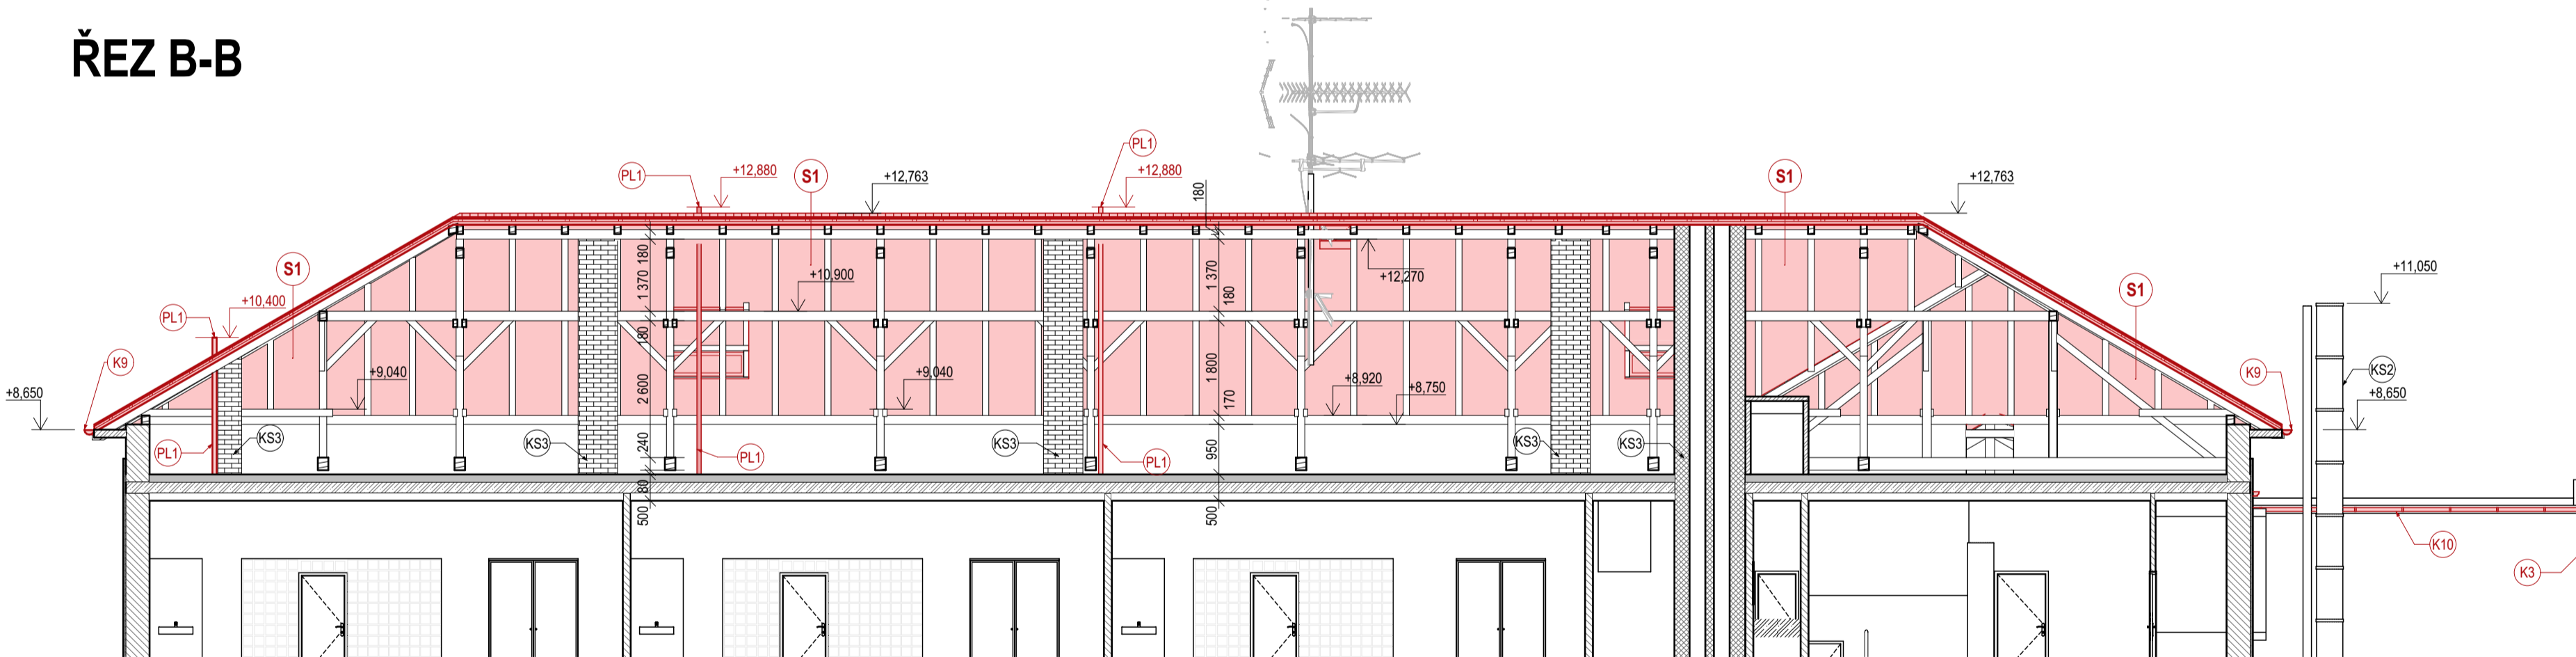 ŘEZ B-B
PL1
PL1
+12,880
S1
+12,763
+12,880
180
S1
+12,763
S1
+10,400
PL1
+10,900
180
1 370
1 370
180
+12,270
+11,050
S1
K9
+8,650
+9,040
180
2 600
+9,040
1 800
170
+8,920
+8,750
K9
KS2
+8,650
PL1
KS3
KS3
240
PL1
KS3
PL1
950
KS3
KS3
80
500
500
K10
K3